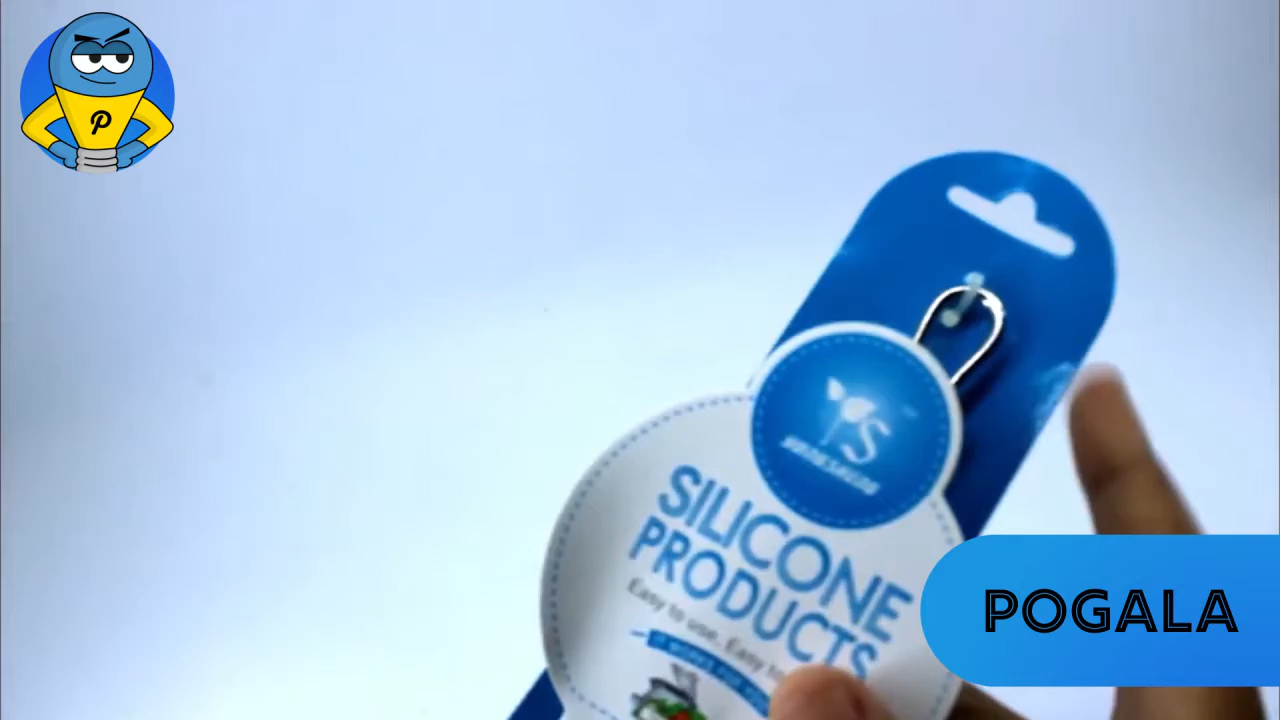 P
S
SILICONE
PRODUCTS
Easy to use. Easy to
POGALA